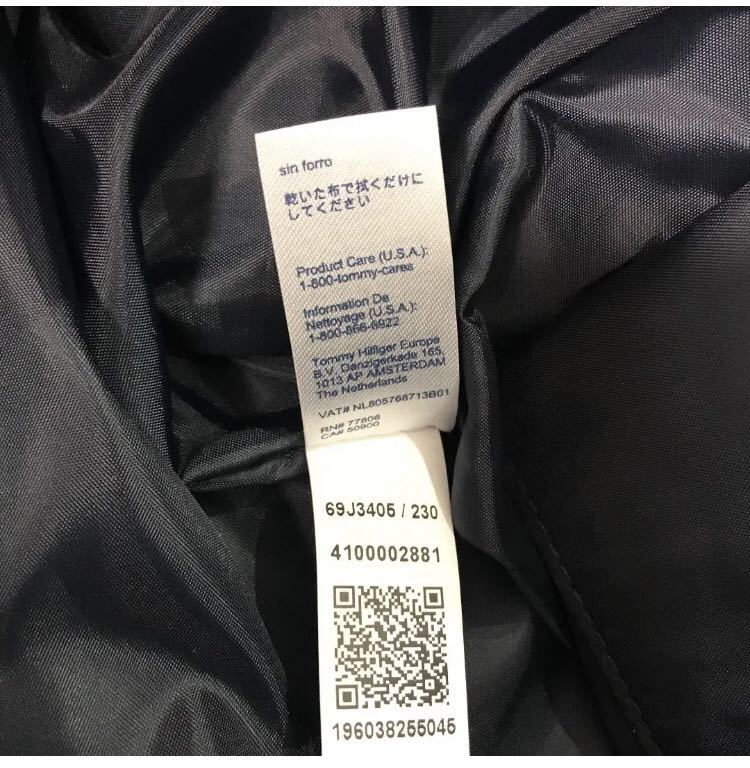 sin forro
乾いた布で拭くだけに
してください
Product Care (U.S.A.):
1-800-tommy-cares
Information De
Nettoyage (U.S.A.):
1-800-866-6922
Tommy Hilfiger Europe
B.V. Danzigerkade 165,
1013 AP AMSTERDAM
The Netherlands
VAT# NL805768713B01
RN# 77806
CA# 50900
69J3405 / 230
4100002881
196038255045